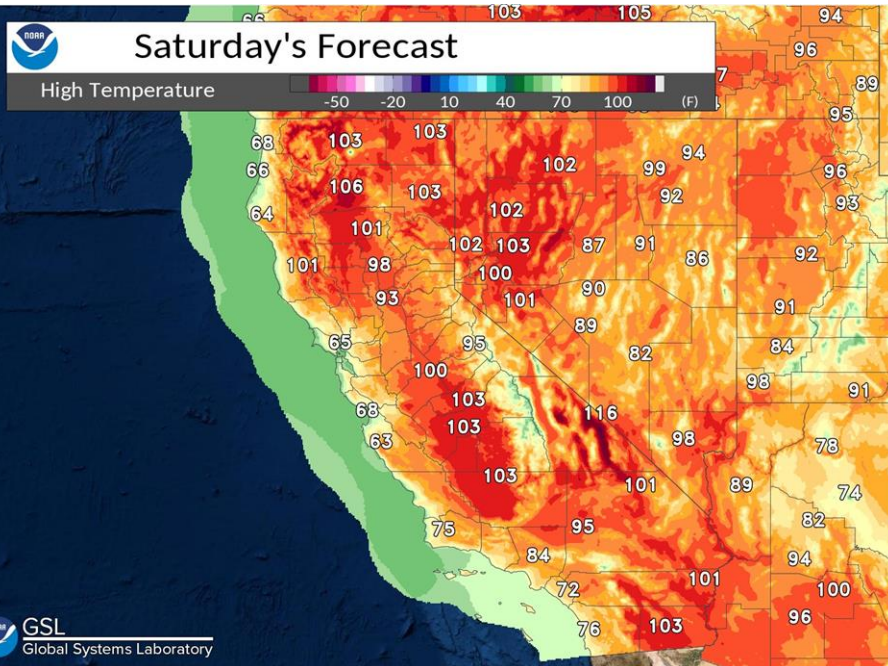 66
103
105
94
NOAA
Saturday's Forecast
96
89
High Temperature
-50 -20 10 40 70 100 (F)
95
68 103 103
102 99 94
66 106 103 92 96
64 101 102 93
102 103 87 91 86 92
101 98 100 90
93 101 91
65 95 89 82 84
100 98 91
68 103 116
63 103 98 78
103 101 89 74
75 95 82
84 94
72 101 100
76 103 96
GSL
Global Systems Laboratory